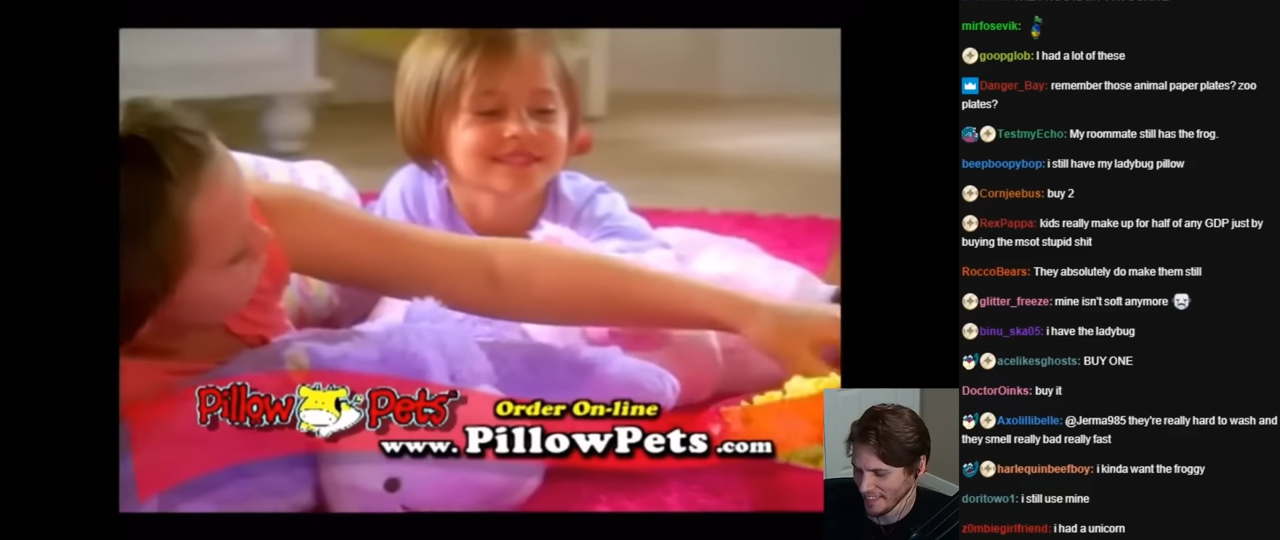 Pillow Pets
Order On-line
www.PillowPets.com
mirfosevik:
goopglob: I had a lot of these
Danger_Bay: remember those animal paper plates? zoo
plates?
TestmyEcho: My roommate still has the frog.
beepboopybop: i still have my ladybug pillow
Cornjeebus: buy 2
RexPappa: kids really make up for half of any GDP just by
buying the msot stupid shit
RoccoBears: They absolutely do make them still
glitter_freeze: mine isn't soft anymore
binu_ska05: i have the ladybug
acelikesghosts: BUY ONE
DoctorOinks: buy it
Axolillibelle: @Jerma985 they're really hard to wash and
they smell really bad really fast
harlequinbeefboy: i kinda want the froggy
doritowo1: i still use mine
z0mbiegirlfriend: i had a unicorn